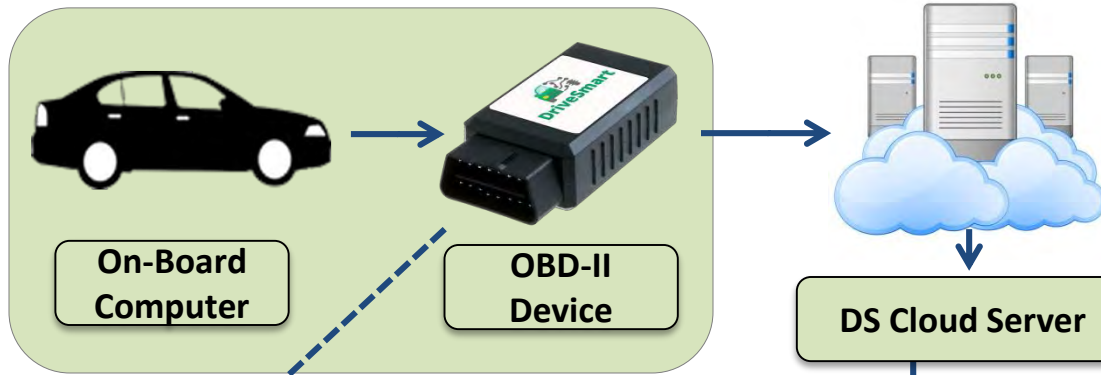 DriveSmart
On-Board
Computer
OBD-II
Device
DS Cloud Server